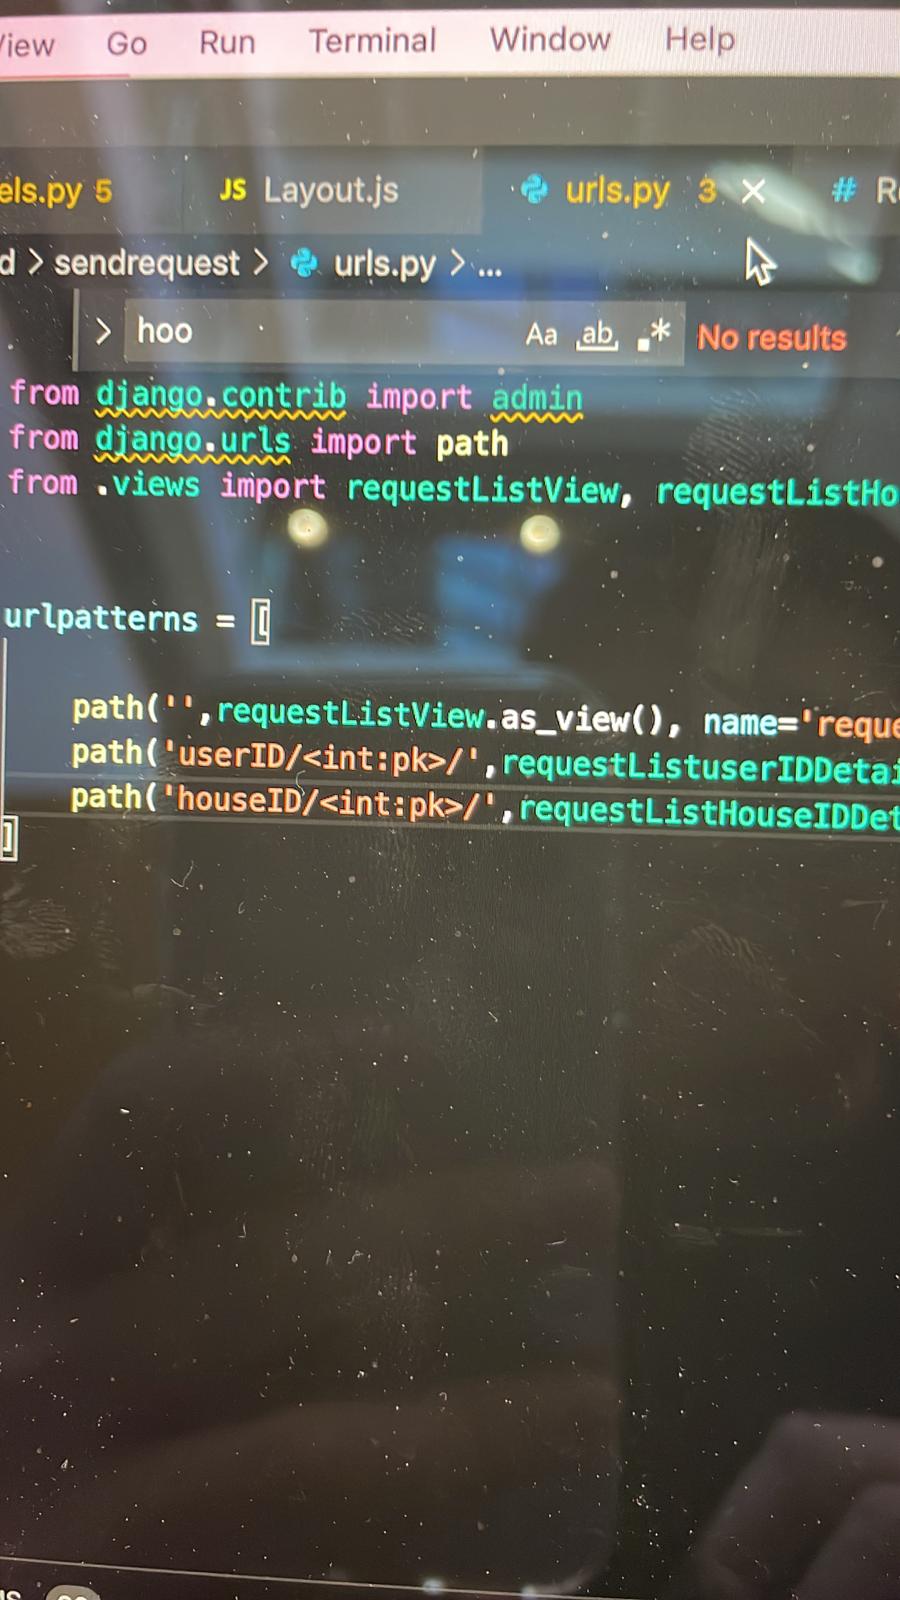 View Go Run Terminal Window Help
els.py 5 JS Layout.js urls.py 3 × # R
d > sendrequest > urls.py > ...
> hoo Aa ab .* No results
from django.contrib import admin
from django.urls import path
from .views import requestListView, requestListHo
urlpatterns = [
path('',requestListView.as_view(), name='reque
path('userID/<int:pk>/',requestListuserIDDetai
path('houseID/<int:pk>/',requestListHouseIDDet
]